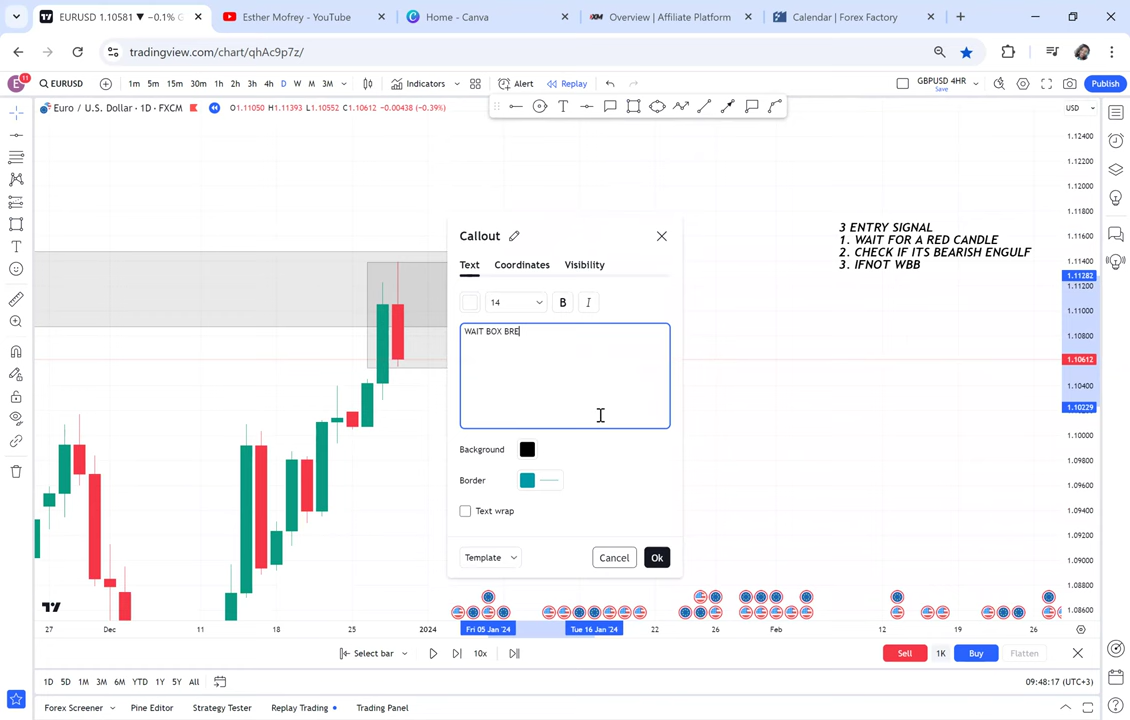 EURUSD 1.10581 ▼ −0.1% G
Esther Mofrey - YouTube
Home - Canva
Overview | Affiliate Platform
Calendar | Forex Factory
tradingview.com/chart/qhAc9p7z/
E 11
EURUSD
1m 5m 15m 30m 1h 2h 3h 4h D W M 3M
Indicators
Alert
Replay
GBPUSD 4HR
Save
Publish
Euro / U.S. Dollar · 1D · FXCM
O1.11050 H1.11393 L1.10552 C1.10612 −0.00438 (−0.39%)
USD
1.12400
1.12200
1.12000
1.11800
1.11600
1.11400
1.11282
1.11200
1.11000
1.10800
1.10612
1.10400
1.10229
1.10000
1.09800
1.09600
1.09400
1.09200
1.09000
1.08800
1.08600
3 ENTRY SIGNAL
1. WAIT FOR A RED CANDLE
2. CHECK IF ITS BEARISH ENGULF
3. IFNOT WBB
Callout
Text Coordinates Visibility
14 B I
WAIT BOX BRE
Background
Border
Text wrap
Template
Cancel
Ok
27 Dec 11 18 25 2024 Fri 05 Jan '24 Tue 16 Jan '24 22 26 Feb 12 19 26
Select bar
10x
Sell
1K
Buy
Flatten
1D 5D 1M 3M 6M YTD 1Y 5Y All
09:48:17 (UTC+3)
Forex Screener
Pine Editor
Strategy Tester
Replay Trading
Trading Panel